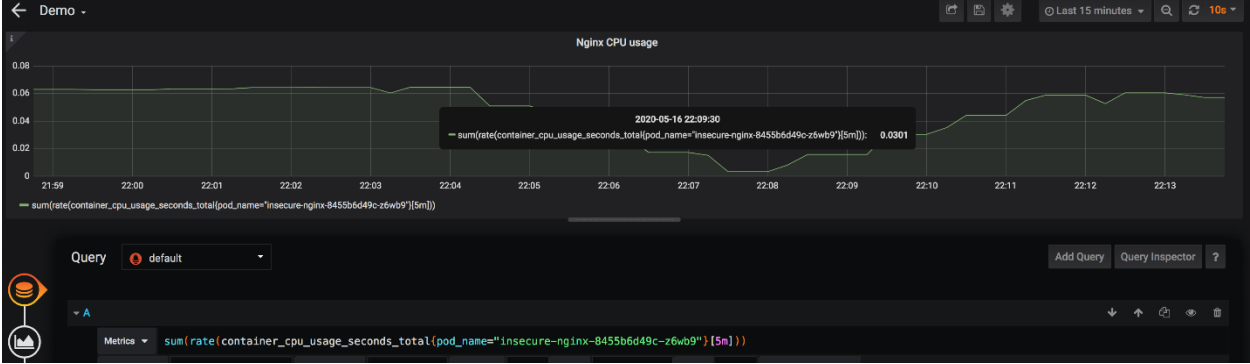 Demo
Last 15 minutes
10s
i
Nginx CPU usage
0.08
0.06
0.04
0.02
0
2020-05-16 22:09:30
sum(rate(container_cpu_usage_seconds_total{pod_name="insecure-nginx-8455b6d49c-z6wb9"}[5m])): 0.0301
21:59 22:00 22:01 22:02 22:03 22:04 22:05 22:06 22:07 22:08 22:09 22:10 22:11 22:12 22:13
sum(rate(container_cpu_usage_seconds_total{pod_name="insecure-nginx-8455b6d49c-z6wb9"}[5m]))
Query default Add Query Query Inspector ?
A
Metrics sum(rate(container_cpu_usage_seconds_total{pod_name="insecure-nginx-8455b6d49c-z6wb9"}[5m]))